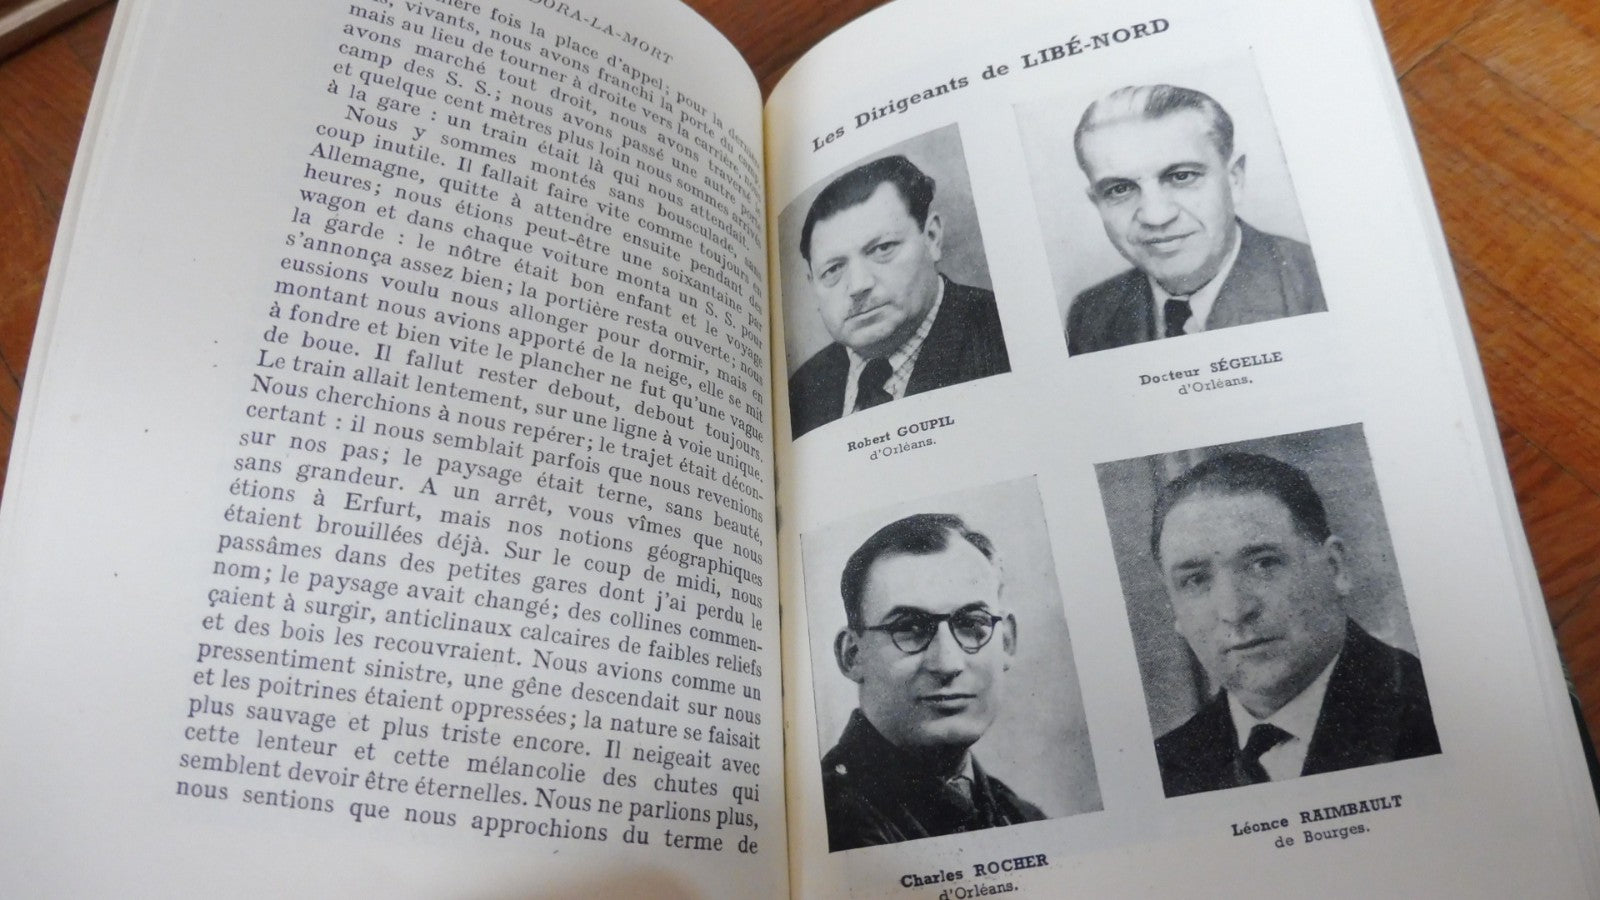 DORA-LA-MORT
fois la place d'appel; pour la
vivants, nous avons franchi la porte du camp
mais au lieu de tourner à droite vers la carrière, nous
avons marché tout droit, nous avons traversé le
camp des S. S.; nous avons passé une autre porte
et quelque cent mètres plus loin nous sommes arrivés
à la gare : un train était là qui nous attendait.
Nous y sommes montés sans bousculade, sans
coup inutile. Il fallait faire vite comme toujours en
Allemagne, quitte à attendre ensuite pendant des
heures; nous étions peut-être une soixantaine par
wagon et dans chaque voiture monta un S. S. pour
la garde : le nôtre était bon enfant et le voyage
s'annonça assez bien; la portière resta ouverte; nous
eussions voulu nous allonger pour dormir, mais en
montant nous avions apporté de la neige, elle se mit
à fondre et bien vite le plancher ne fut qu'une vague
de boue. Il fallut rester debout, debout toujours.
Le train allait lentement, sur une ligne à voie unique.
Nous cherchions à nous repérer; le trajet était décon-
certant : il nous semblait parfois que nous revenions
sur nos pas; le paysage était terne, sans beauté,
sans grandeur. A un arrêt, vous vîmes que nous
étions à Erfurt, mais nos notions géographiques
étaient brouillées déjà. Sur le coup de midi, nous
passâmes dans des petites gares dont j'ai perdu le
nom; le paysage avait changé; des collines commen-
çaient à surgir, anticlinaux calcaires de faibles reliefs
et des bois les recouvraient. Nous avions comme un
pressentiment sinistre, une gêne descendait sur nous
et les poitrines étaient oppressées; la nature se faisait
plus sauvage et plus triste encore. Il neigeait avec
cette lenteur et cette mélancolie des chutes qui
semblent devoir être éternelles. Nous ne parlions plus,
nous sentions que nous approchions du terme de
Les Dirigeants de LIBÉ-NORD
Robert GOUPIL
d'Orléans.
Docteur SÉGELLE
d'Orléans.
Charles ROCHER
d'Orléans.
Léonce RAIMBAULT
de Bourges.